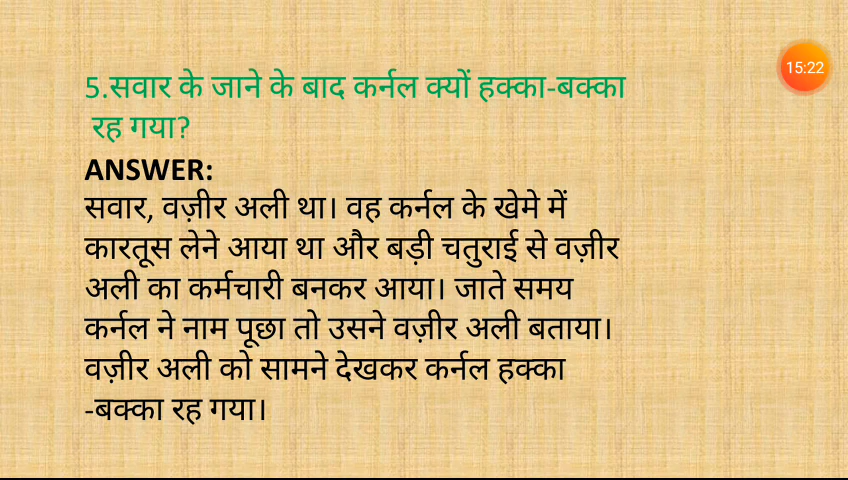 15:22
5.सवार के जाने के बाद कर्नल क्यों हक्का-बक्का
रह गया?
ANSWER:
सवार, वज़ीर अली था। वह कर्नल के खेमे में
कारतूस लेने आया था और बड़ी चतुराई से वज़ीर
अली का कर्मचारी बनकर आया। जाते समय
कर्नल ने नाम पूछा तो उसने वज़ीर अली बताया।
वज़ीर अली को सामने देखकर कर्नल हक्का
-बक्का रह गया।